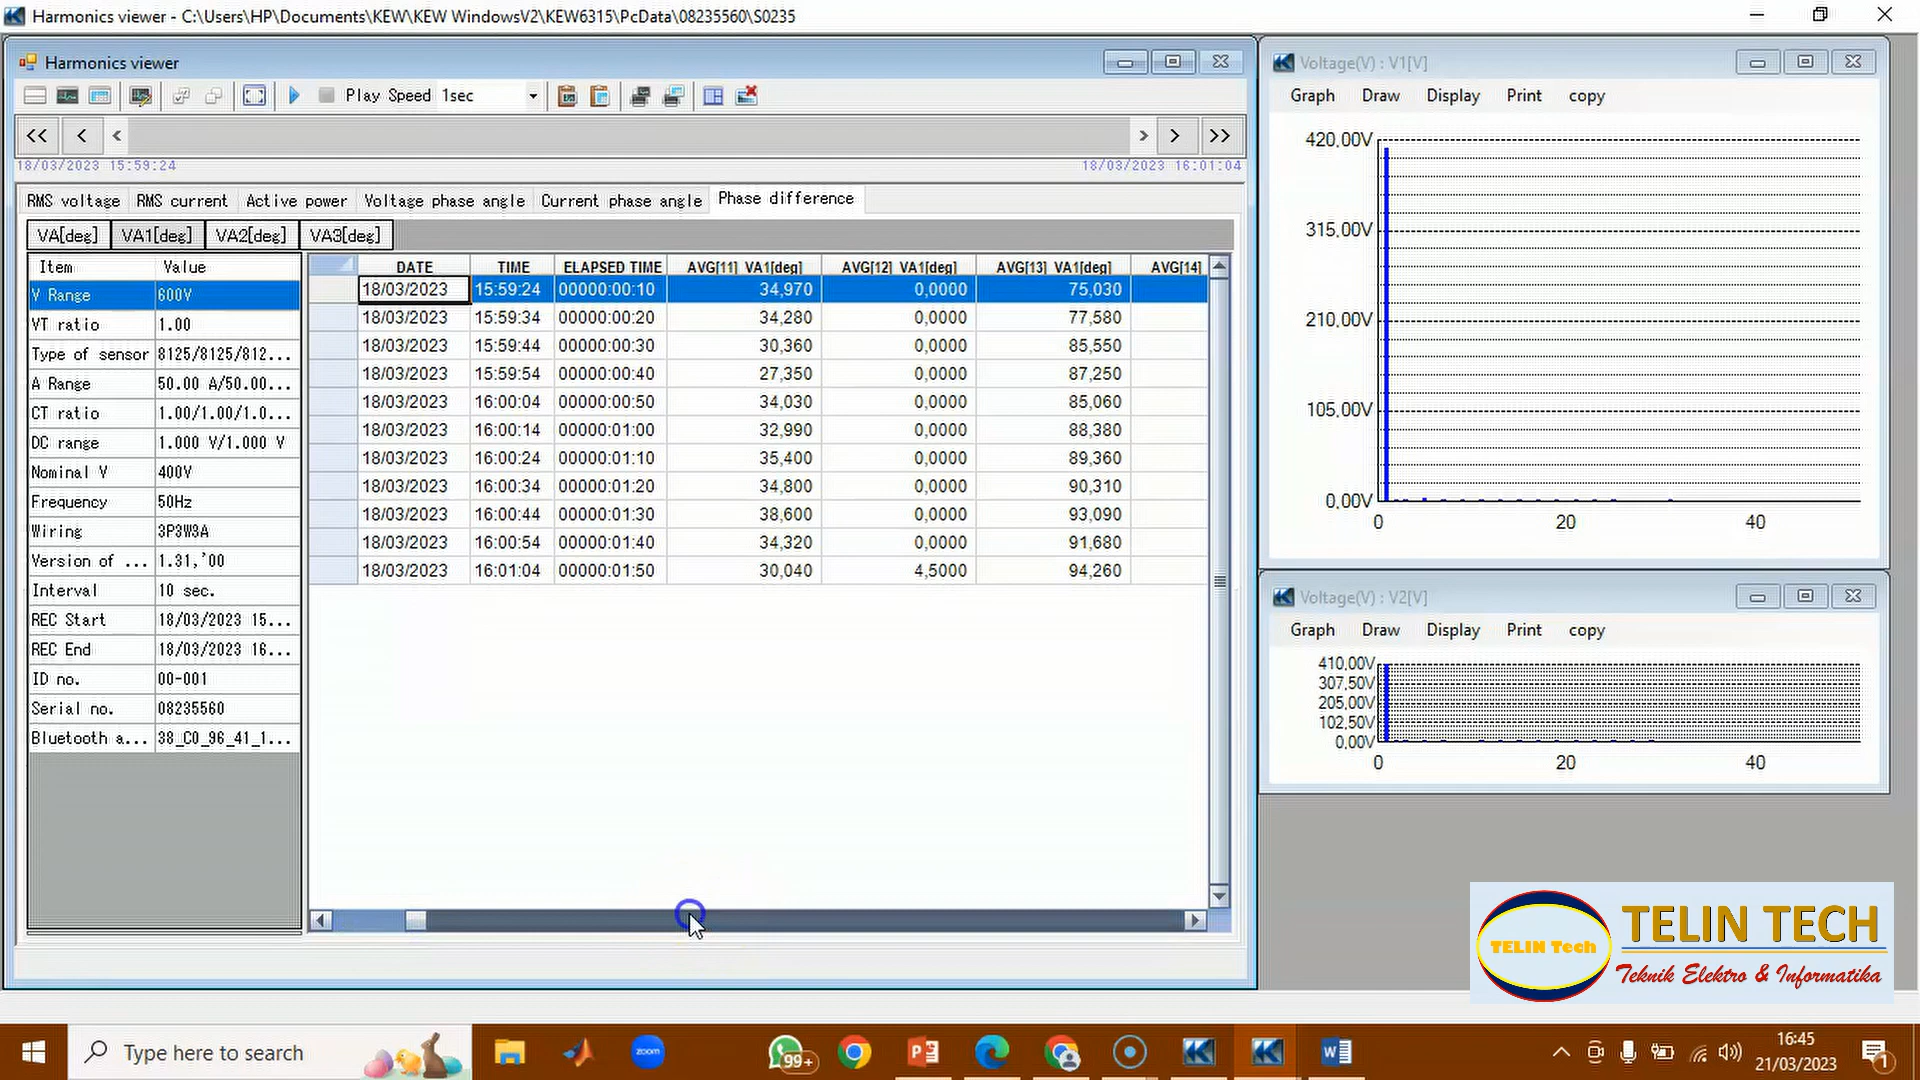 Harmonics viewer - C:\Users\HP\Documents\KEW\KEW WindowsV2\KEW6315\PcData\08235560\S0235
Harmonics viewer
Play Speed 1sec
<< < < > > >>
18/03/2023 15:59:24 18/03/2023 16:01:04
RMS voltage RMS current Active power Voltage phase angle Current phase angle Phase difference
VA[deg] VA1[deg] VA2[deg] VA3[deg]
Item Value
V Range 600V
VT ratio 1.00
Type of sensor 8125/8125/812...
A Range 50.00 A/50.00...
CT ratio 1.00/1.00/1.0...
DC range 1.000 V/1.000 V
Nominal V 400V
Frequency 50Hz
Wiring 3P3W3A
Version of ... 1.31,'00
Interval 10 sec.
REC Start 18/03/2023 15...
REC End 18/03/2023 16...
ID no. 00-001
Serial no. 08235560
Bluetooth a... 38_C0_96_41_1...
DATE TIME ELAPSED TIME AVG[11] VA1[deg] AVG[12] VA1[deg] AVG[13] VA1[deg] AVG[14]
18/03/2023 15:59:24 00000:00:10 34,970 0,0000 75,030
18/03/2023 15:59:34 00000:00:20 34,280 0,0000 77,580
18/03/2023 15:59:44 00000:00:30 30,360 0,0000 85,550
18/03/2023 15:59:54 00000:00:40 27,350 0,0000 87,250
18/03/2023 16:00:04 00000:00:50 34,030 0,0000 85,060
18/03/2023 16:00:14 00000:01:00 32,990 0,0000 88,380
18/03/2023 16:00:24 00000:01:10 35,400 0,0000 89,360
18/03/2023 16:00:34 00000:01:20 34,800 0,0000 90,310
18/03/2023 16:00:44 00000:01:30 38,600 0,0000 93,090
18/03/2023 16:00:54 00000:01:40 34,320 0,0000 91,680
18/03/2023 16:01:04 00000:01:50 30,040 4,5000 94,260
Voltage(V) : V1[V]
Graph Draw Display Print copy
420.00V
315.00V
210.00V
105.00V
0.00V
0 20 40
Voltage(V) : V2[V]
Graph Draw Display Print copy
410,00V
307,50V
205,00V
102,50V
0,00V
0 20 40
TELIN Tech
TELIN TECH
Teknik Elektro & Informatika
Type here to search
zoom
99+
16:45
21/03/2023
1